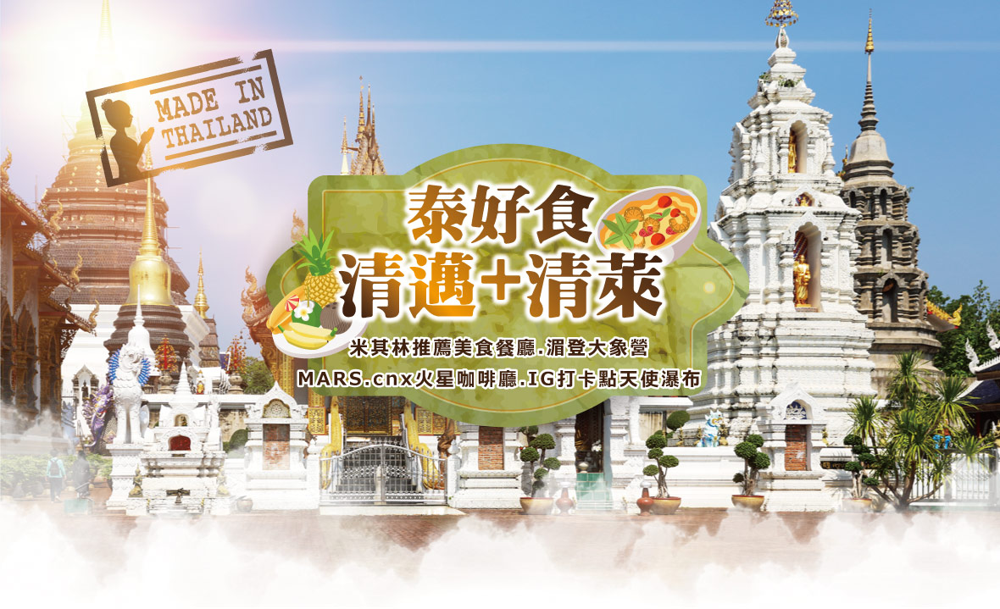 MADE IN
THAILAND
泰好食
清邁+清萊
米其林推薦美食餐廳.湄登大象營
MARS.cnx火星咖啡廳.IG打卡點天使瀑布